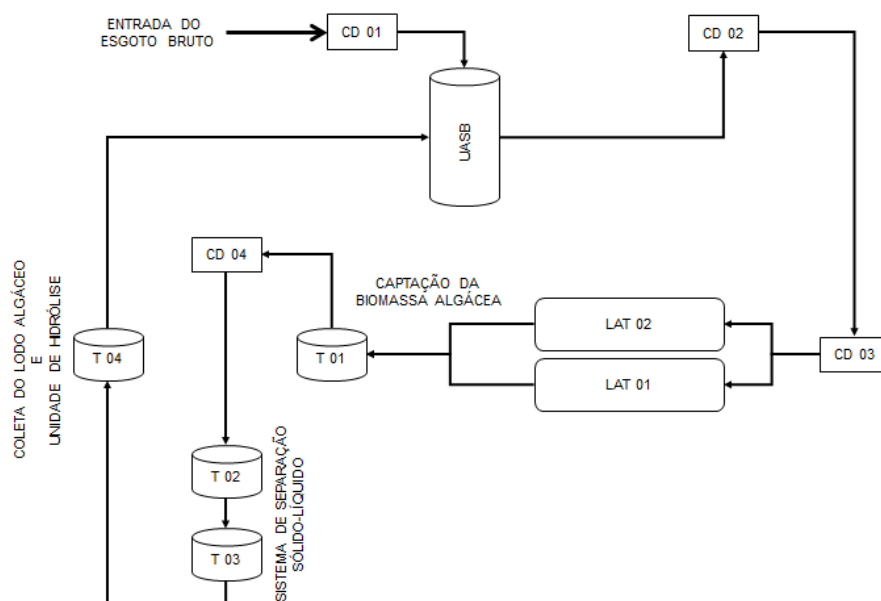 ENTRADA DO
ESGOTO BRUTO
CD 01
CD 02
UASB
CD 04
CAPTAÇÃO DA
BIOMASSA ALGÁCEA
LAT 02
LAT 01
T 01
CD 03
T 04
COLETA DO LODO ALGÁCEO
E
UNIDADE DE HIDRÓLISE
T 02
T 03
SISTEMA DE SEPARAÇÃO
SÓLIDO-LÍQUIDO